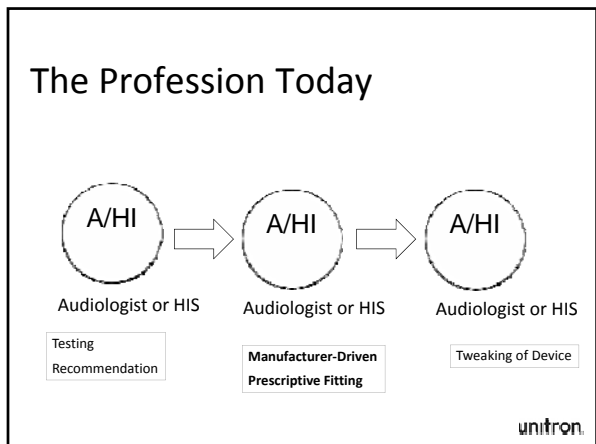 The Profession Today
A/HI
A/HI
A/HI
Audiologist or HIS
Audiologist or HIS
Audiologist or HIS
Testing
Recommendation
Manufacturer-Driven
Prescriptive Fitting
Tweaking of Device
unitron